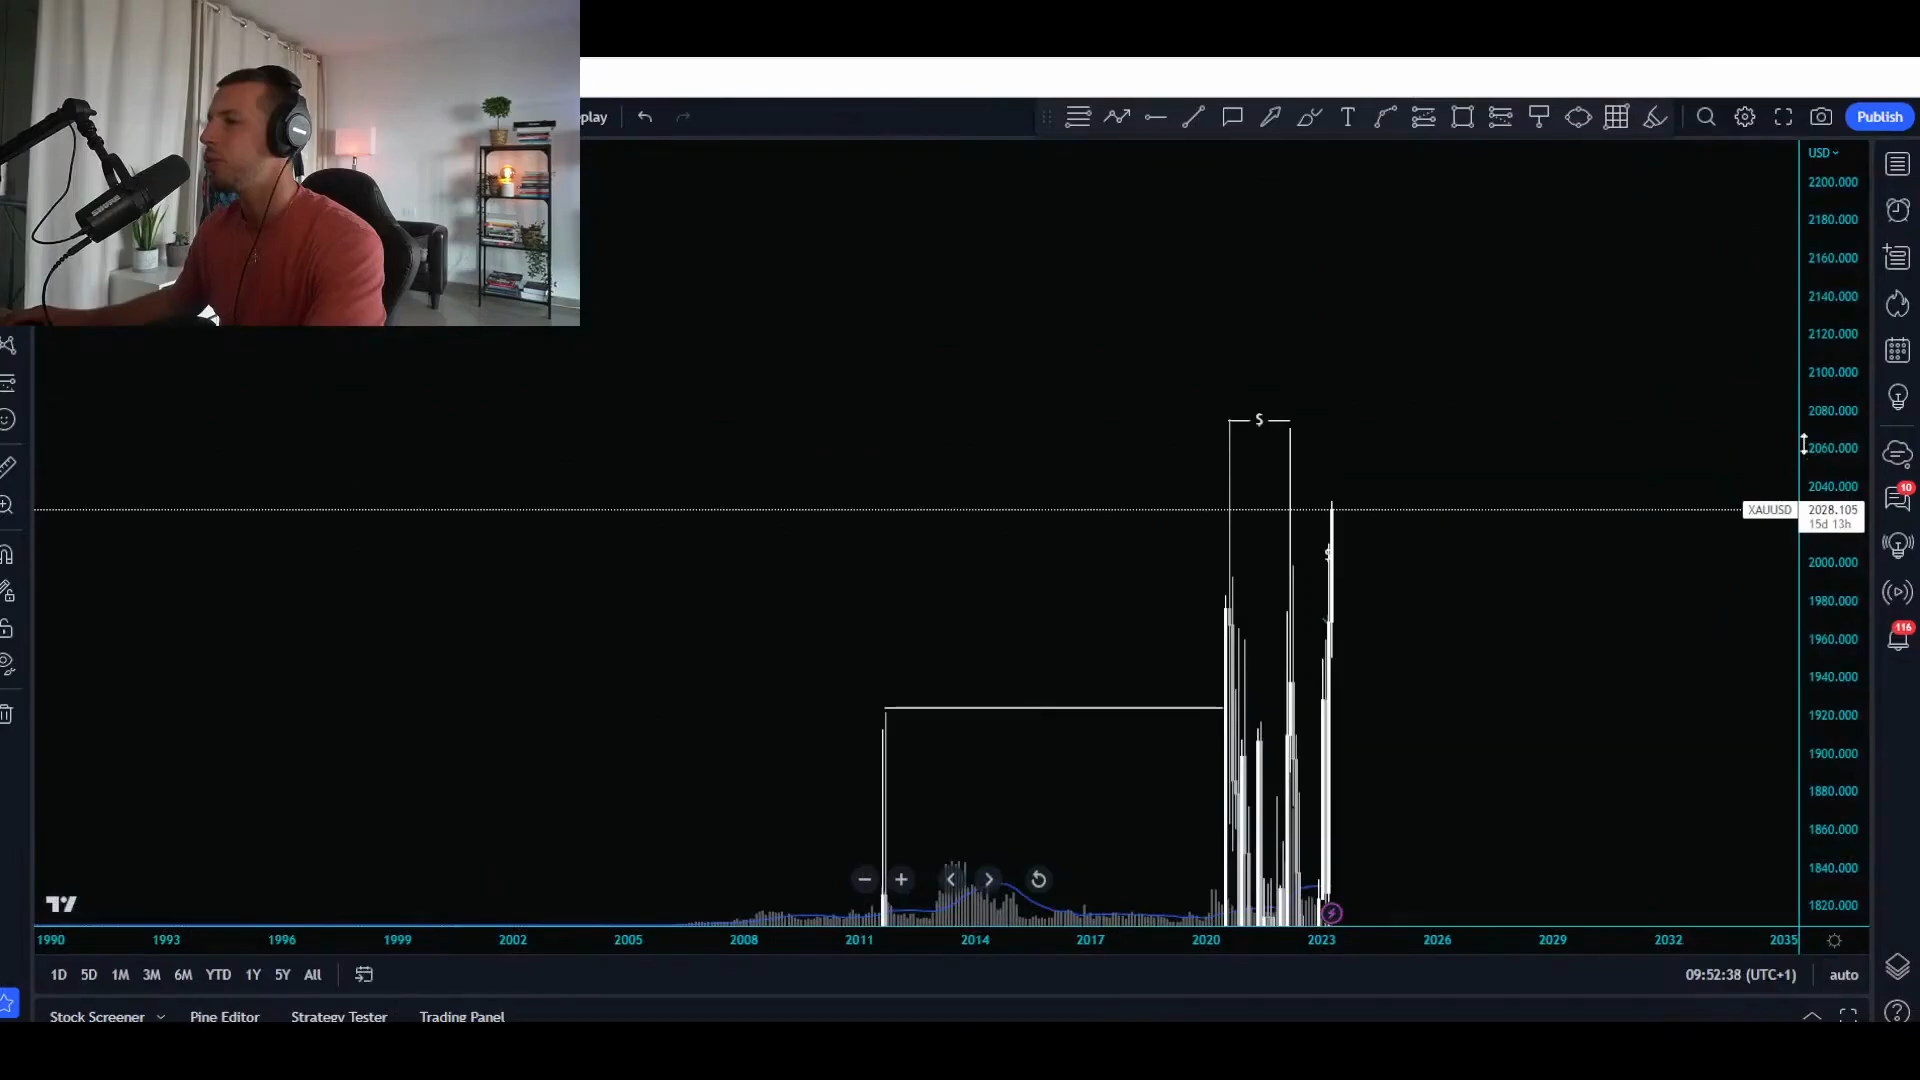 play
Publish
USD
2200.000
2180.000
2160.000
2140.000
2120.000
2100.000
2080.000
2060.000
2040.000
XAUUSD 2028.105
15d 13h
2000.000
1980.000
1960.000
1940.000
1920.000
1900.000
1880.000
1860.000
1840.000
1820.000
$
$
10
116
SHURE
1990 1993 1996 1999 2002 2005 2008 2011 2014 2017 2020 2023 2026 2029 2032 2035
1D 5D 1M 3M 6M YTD 1Y 5Y All 09:52:38 (UTC+1) auto
Stock Screener Pine Editor Strategy Tester Trading Panel